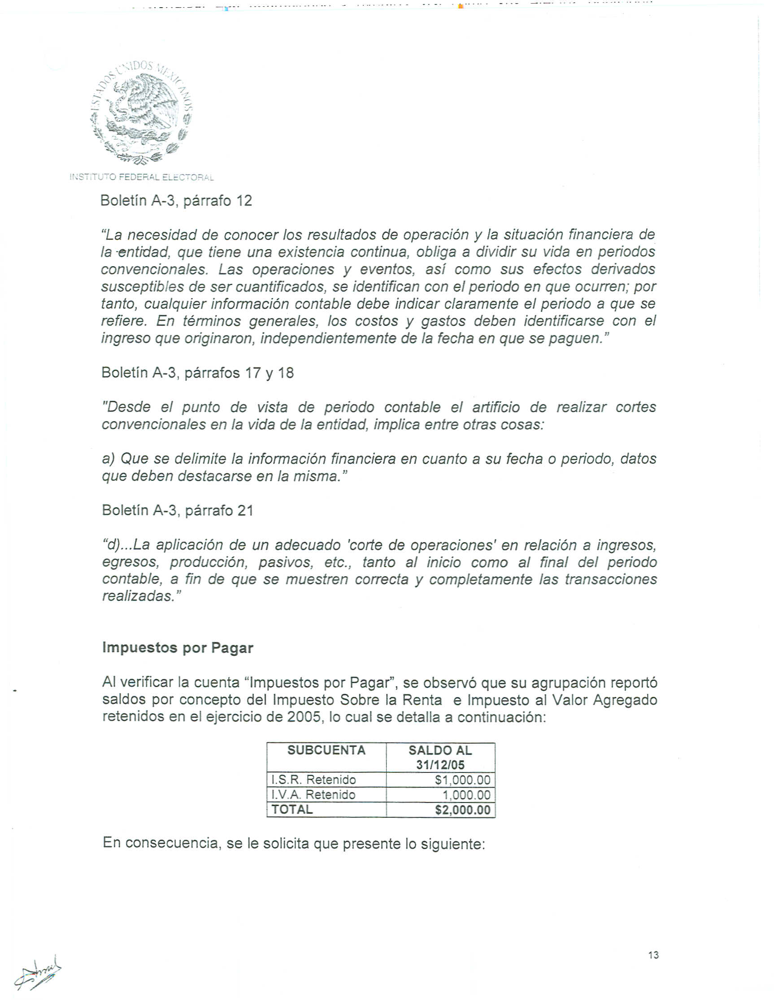 ESTADOS UNIDOS MEXICANOS
INSTITUTO FEDERAL ELECTORAL
Boletín A-3, párrafo 12
“La necesidad de conocer los resultados de operación y la situación financiera de
la entidad, que tiene una existencia continua, obliga a dividir su vida en periodos
convencionales. Las operaciones y eventos, así como sus efectos derivados
susceptibles de ser cuantificados, se identifican con el periodo en que ocurren; por
tanto, cualquier información contable debe indicar claramente el periodo a que se
refiere. En términos generales, los costos y gastos deben identificarse con el
ingreso que originaron, independientemente de la fecha en que se paguen.”
Boletín A-3, párrafos 17 y 18
"Desde el punto de vista de periodo contable el artificio de realizar cortes
convencionales en la vida de la entidad, implica entre otras cosas:
a) Que se delimite la información financiera en cuanto a su fecha o periodo, datos
que deben destacarse en la misma.”
Boletín A-3, párrafo 21
“d)...La aplicación de un adecuado 'corte de operaciones' en relación a ingresos,
egresos, producción, pasivos, etc., tanto al inicio como al final del periodo
contable, a fin de que se muestren correcta y completamente las transacciones
realizadas.”
Impuestos por Pagar
Al verificar la cuenta “Impuestos por Pagar”, se observó que su agrupación reportó
saldos por concepto del Impuesto Sobre la Renta e Impuesto al Valor Agregado
retenidos en el ejercicio de 2005, lo cual se detalla a continuación:
SUBCUENTA SALDO AL
31/12/05
I.S.R. Retenido $1,000.00
I.V.A. Retenido 1,000.00
TOTAL $2,000.00
En consecuencia, se le solicita que presente lo siguiente:
13